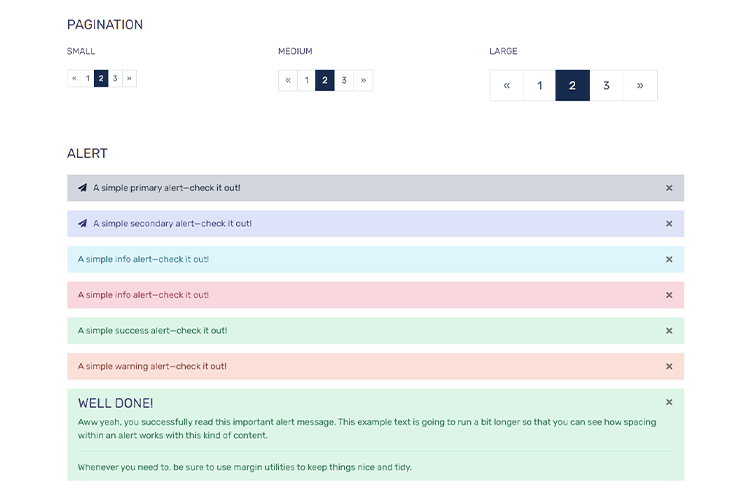 PAGINATION
SMALL
MEDIUM
LARGE
« 1 2 3 »
« 1 2 3 »
« 1 2 3 »
ALERT
A simple primary alert—check it out! ×
A simple secondary alert—check it out! ×
A simple info alert—check it out! ×
A simple info alert—check it out! ×
A simple success alert—check it out! ×
A simple warning alert—check it out! ×
WELL DONE! ×
Aww yeah, you successfully read this important alert message. This example text is going to run a bit longer so that you can see how spacing
within an alert works with this kind of content.
Whenever you need to, be sure to use margin utilities to keep things nice and tidy.